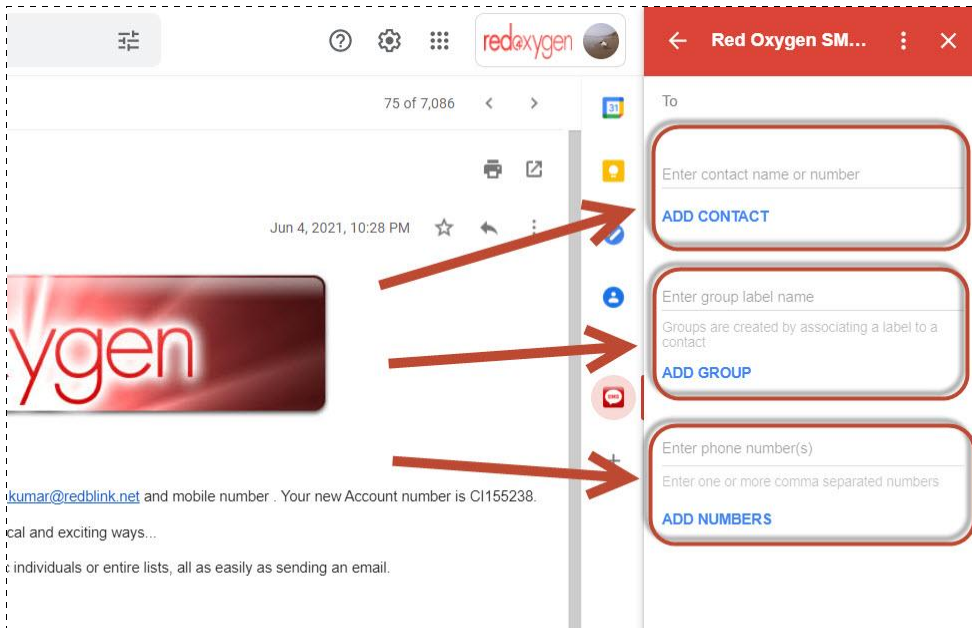 redoxygen
Red Oxygen SM...
75 of 7,086
31
To
Enter contact name or number
ADD CONTACT
Jun 4, 2021, 10:28 PM
ygen
Enter group label name
Groups are created by associating a label to a
contact
ADD GROUP
SMS
Enter phone number(s)
Enter one or more comma separated numbers
ADD NUMBERS
kumar@redblink.net and mobile number . Your new Account number is CI155238.
cal and exciting ways...
individuals or entire lists, all as easily as sending an email.